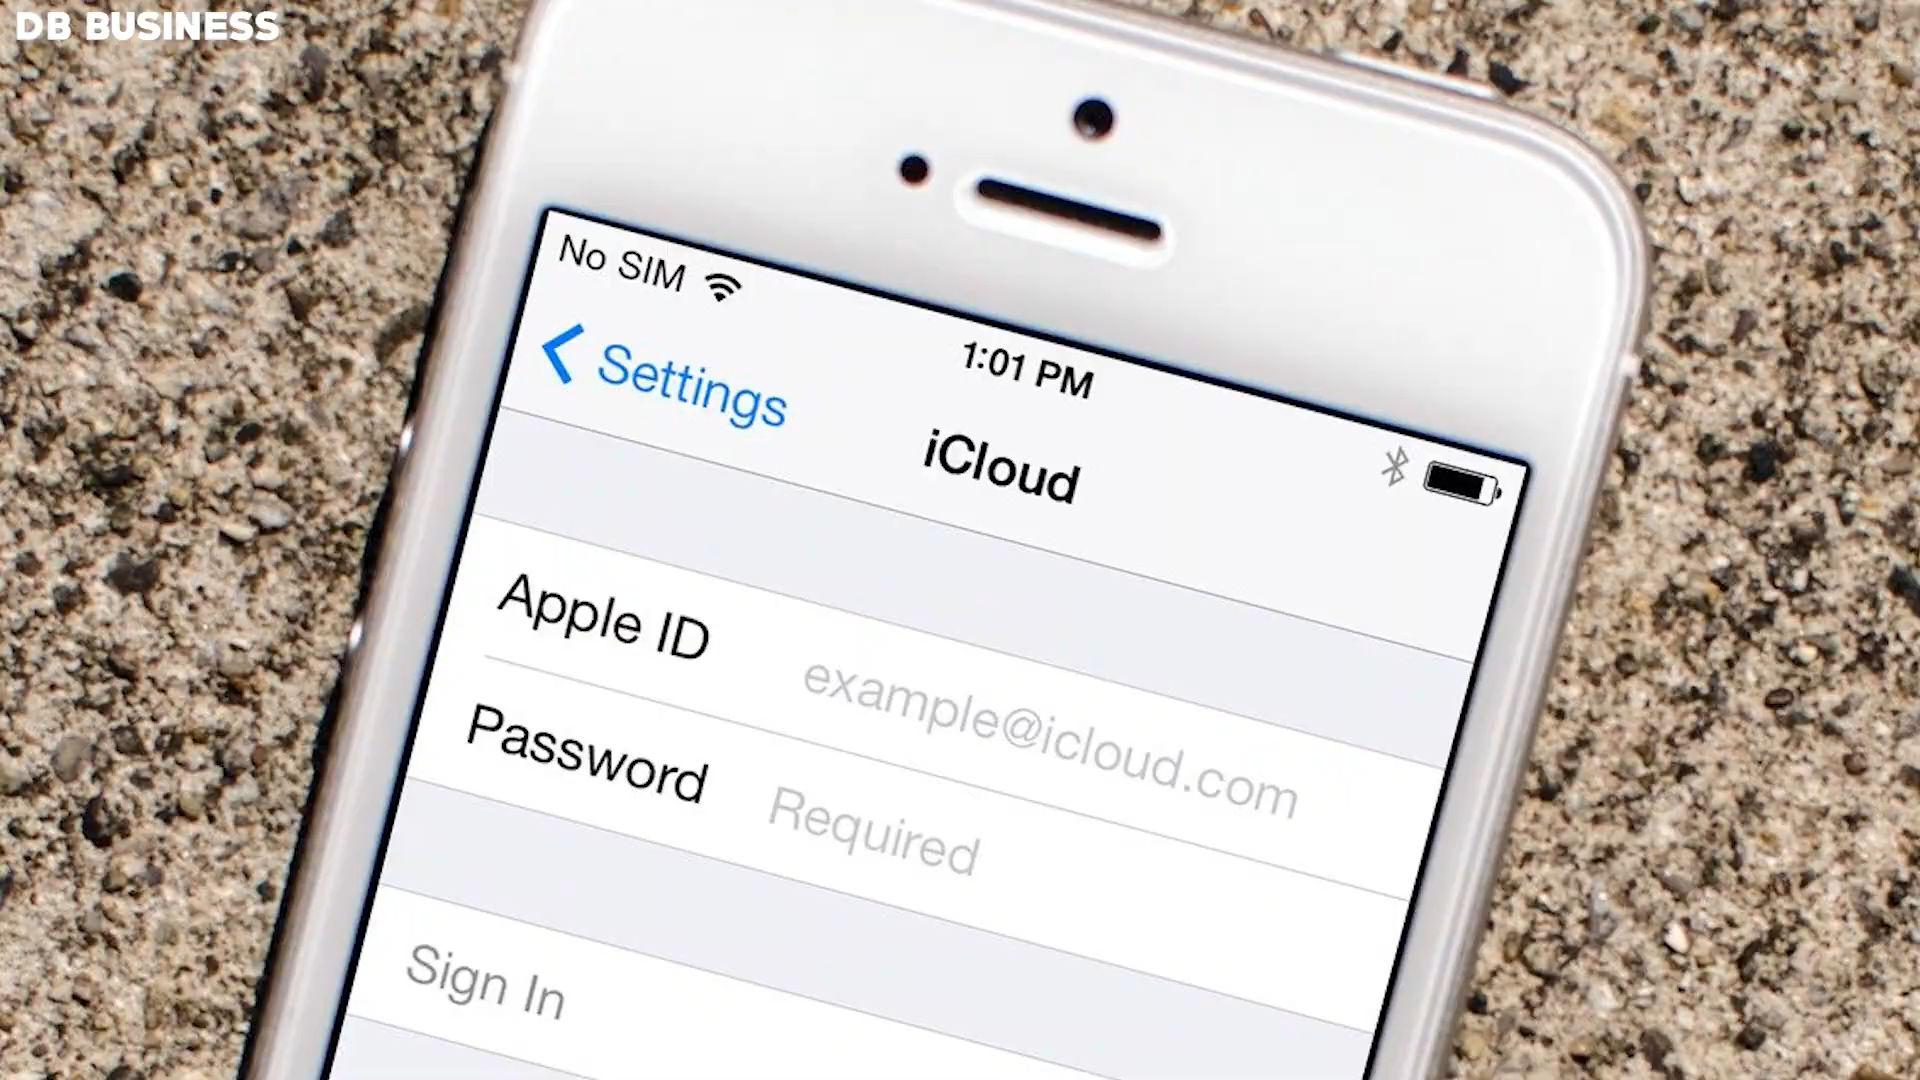 DB BUSINESS
No SIM
1:01 PM
Settings
iCloud
Apple ID example@icloud.com
Password Required
Sign In